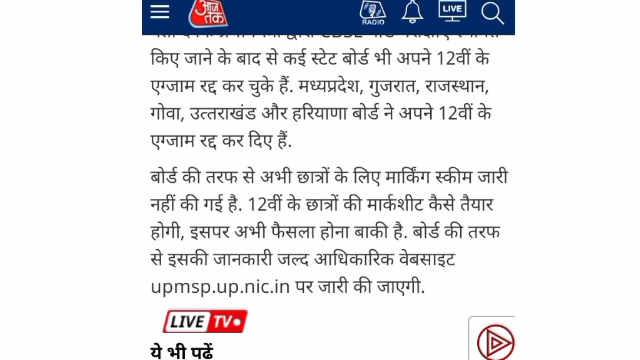 आज तक
RADIO
LIVE
किए जाने के बाद से कई स्टेट बोर्ड भी अपने 12वीं के
एग्जाम रद्द कर चुके हैं. मध्यप्रदेश, गुजरात, राजस्थान,
गोवा, उत्तराखंड और हरियाणा बोर्ड ने अपने 12वीं के
एग्जाम रद्द कर दिए हैं.
बोर्ड की तरफ से अभी छात्रों के लिए मार्किंग स्कीम जारी
नहीं की गई है. 12वीं के छात्रों की मार्कशीट कैसे तैयार
होगी, इसपर अभी फैसला होना बाकी है. बोर्ड की तरफ
से इसकी जानकारी जल्द आधिकारिक वेबसाइट
upmsp.up.nic.in पर जारी की जाएगी.
LIVE TV
ये भी पढ़ें